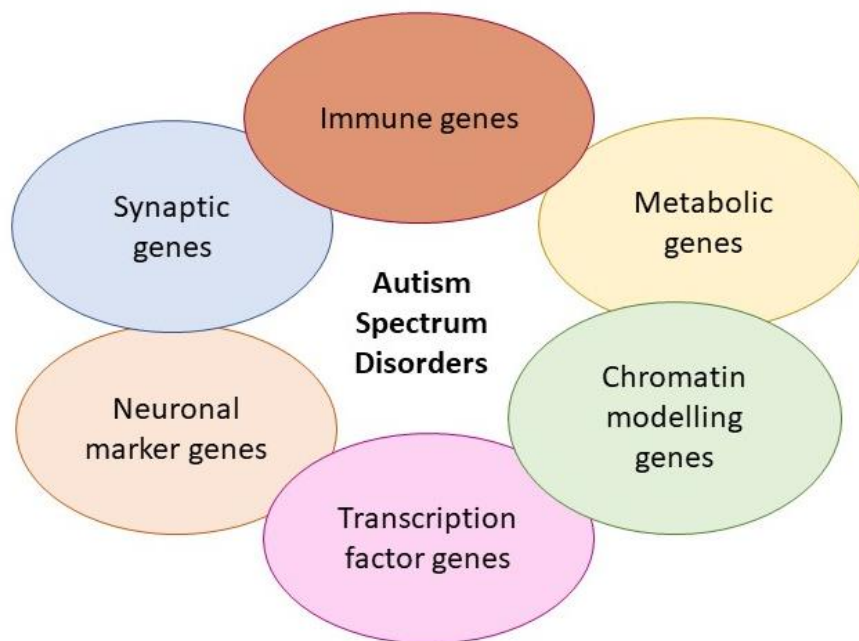 Immune genes
Synaptic
genes
Metabolic
genes
Autism
Spectrum
Disorders
Neuronal
marker genes
Chromatin
modelling
genes
Transcription
factor genes